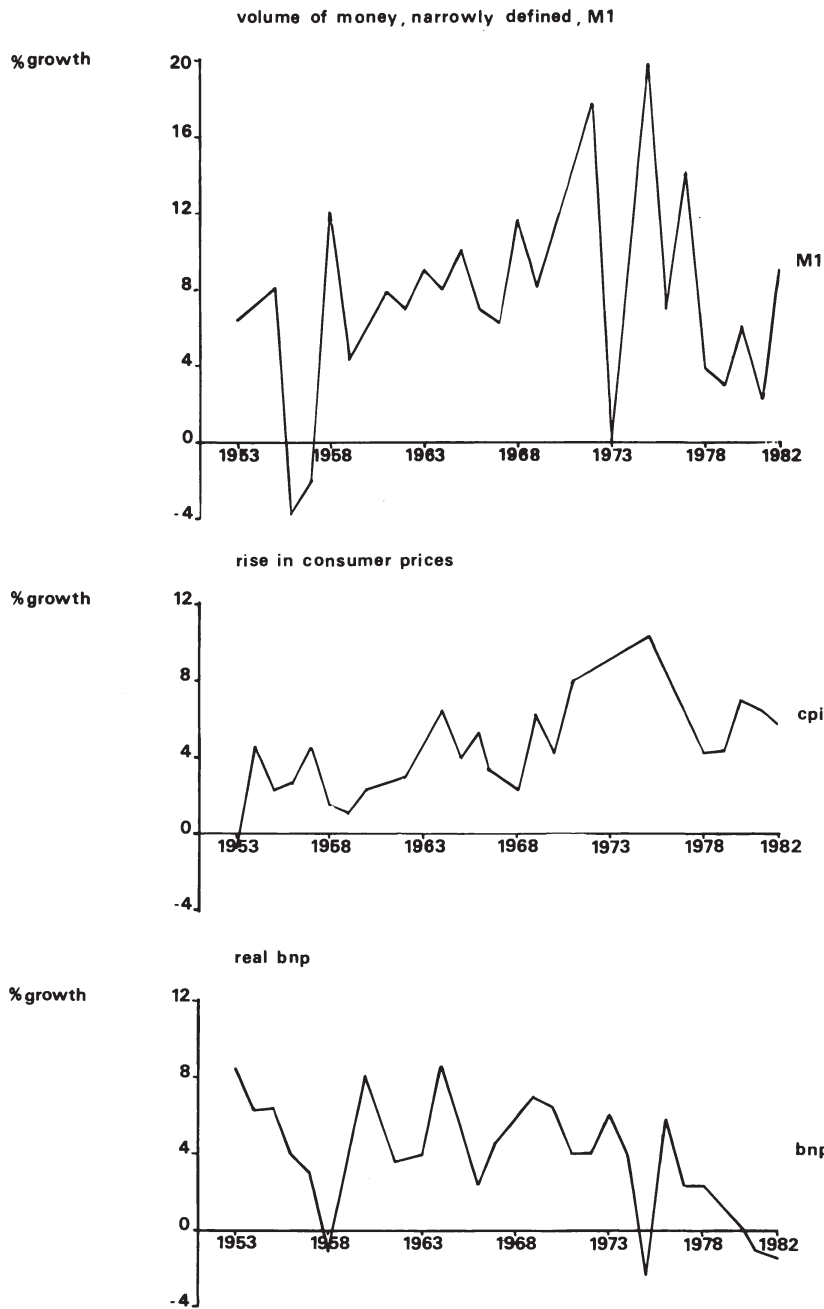 volume of money, narrowly defined, M1
% growth
20
16
12
8
4
0
-4
1953 1958 1963 1968 1973 1978 1982
M1
rise in consumer prices
% growth
12
8
4
0
-4
1953 1958 1963 1968 1973 1978 1982
cpi
real bnp
% growth
12
8
4
0
-4
1953 1958 1963 1968 1973 1978 1982
bnp